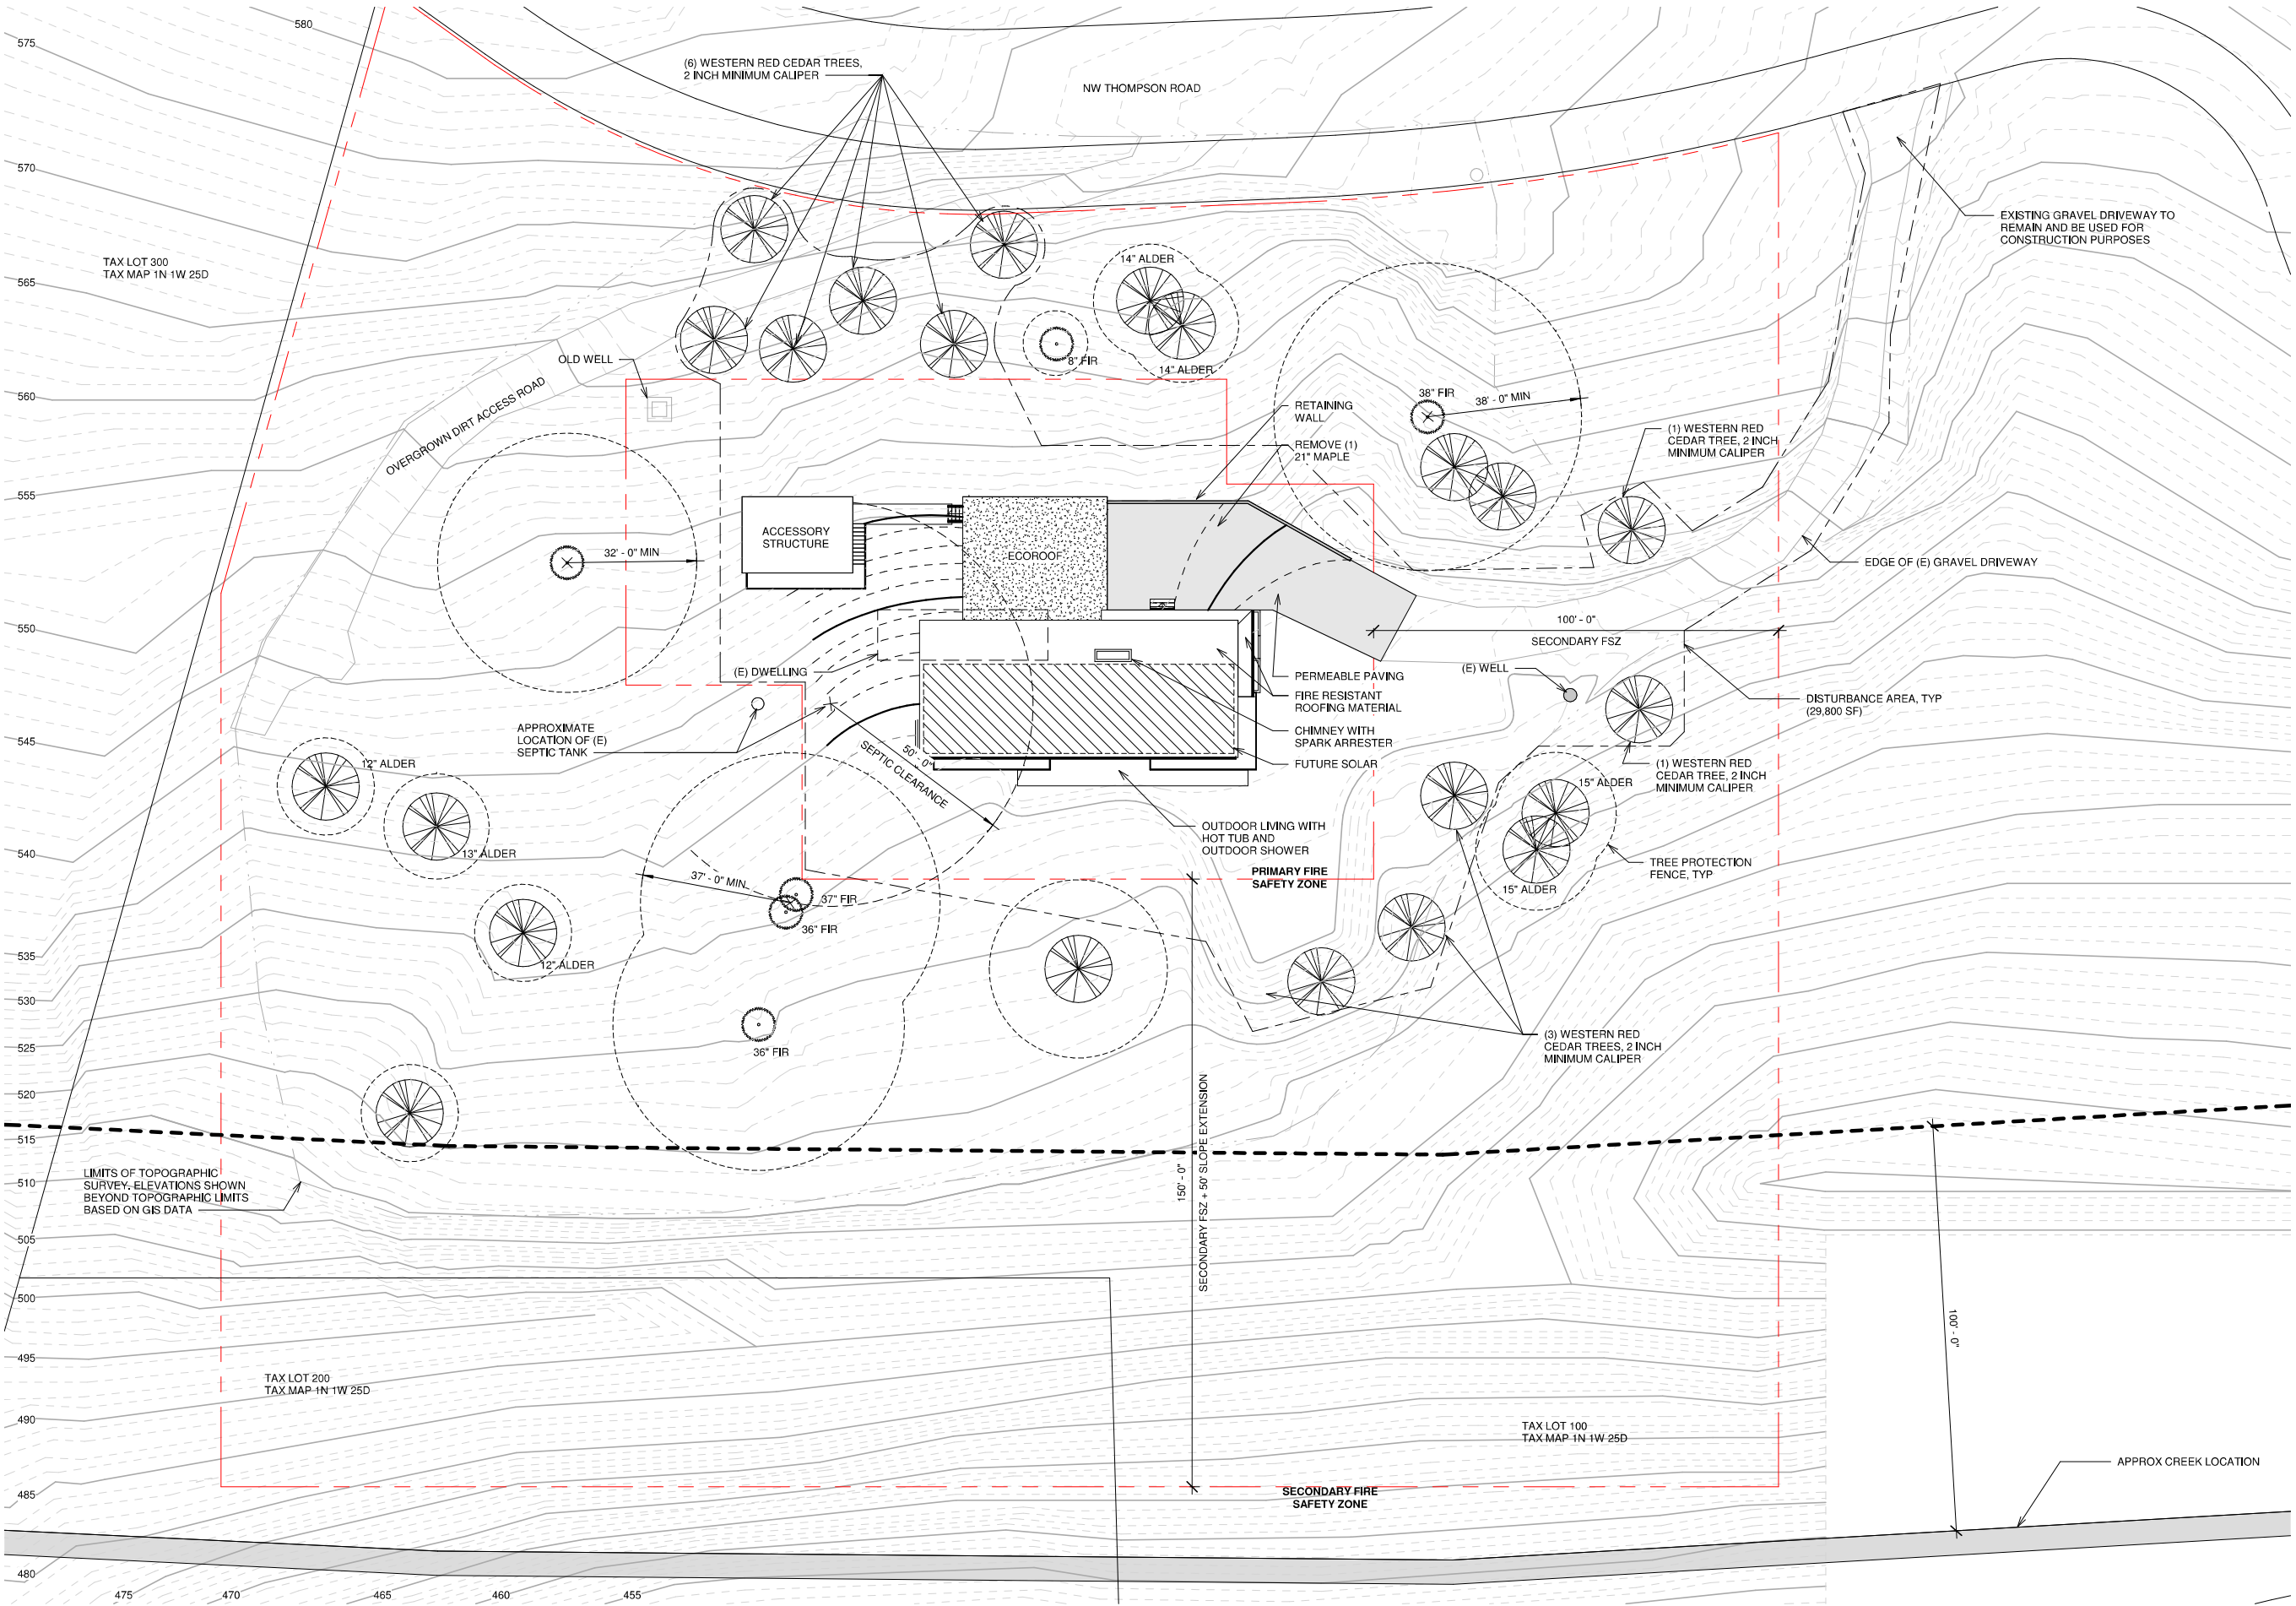 580
575
(6) WESTERN RED CEDAR TREES,
2 INCH MINIMUM CALIPER
NW THOMPSON ROAD
570
EXISTING GRAVEL DRIVEWAY TO
REMAIN AND BE USED FOR
CONSTRUCTION PURPOSES
TAX LOT 300
TAX MAP 1N 1W 25D
565
14" ALDER
OLD WELL
8" FIR
14" ALDER
OVERGROWN DIRT ACCESS ROAD
560
38" FIR
38' - 0" MIN
RETAINING
WALL
REMOVE (1)
21" MAPLE
(1) WESTERN RED
CEDAR TREE, 2 INCH
MINIMUM CALIPER
555
ACCESSORY
STRUCTURE
ECOROOF
32' - 0" MIN
EDGE OF (E) GRAVEL DRIVEWAY
550
100' - 0"
SECONDARY FSZ
(E) DWELLING
(E) WELL
PERMEABLE PAVING
FIRE RESISTANT
ROOFING MATERIAL
DISTURBANCE AREA, TYP
(29,800 SF)
545
APPROXIMATE
LOCATION OF (E)
SEPTIC TANK
50' - 0"
SEPTIC CLEARANCE
CHIMNEY WITH
SPARK ARRESTER
FUTURE SOLAR
12" ALDER
(1) WESTERN RED
CEDAR TREE, 2 INCH
MINIMUM CALIPER
15" ALDER
OUTDOOR LIVING WITH
HOT TUB AND
OUTDOOR SHOWER
540
13" ALDER
PRIMARY FIRE
SAFETY ZONE
TREE PROTECTION
FENCE, TYP
37' - 0" MIN
37" FIR
15" ALDER
36" FIR
535
12" ALDER
530
525
36" FIR
(3) WESTERN RED
CEDAR TREES, 2 INCH
MINIMUM CALIPER
520
515
510
LIMITS OF TOPOGRAPHIC
SURVEY. ELEVATIONS SHOWN
BEYOND TOPOGRAPHIC LIMITS
BASED ON GIS DATA
150' - 0"
SECONDARY FSZ + 50' SLOPE EXTENSION
505
500
100' - 0"
495
TAX LOT 200
TAX MAP 1N 1W 25D
490
TAX LOT 100
TAX MAP 1N 1W 25D
APPROX CREEK LOCATION
485
SECONDARY FIRE
SAFETY ZONE
480
475
470
465
460
455